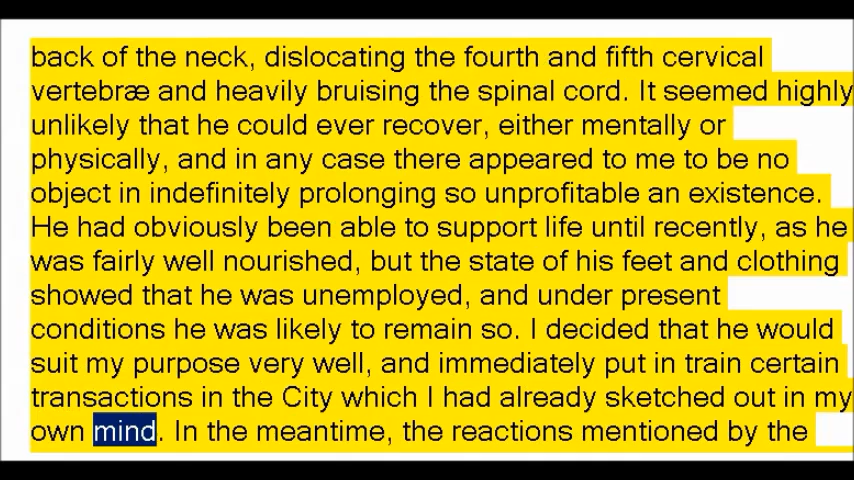 back of the neck, dislocating the fourth and fifth cervical
vertebræ and heavily bruising the spinal cord. It seemed highly
unlikely that he could ever recover, either mentally or
physically, and in any case there appeared to me to be no
object in indefinitely prolonging so unprofitable an existence.
He had obviously been able to support life until recently, as he
was fairly well nourished, but the state of his feet and clothing
showed that he was unemployed, and under present
conditions he was likely to remain so. I decided that he would
suit my purpose very well, and immediately put in train certain
transactions in the City which I had already sketched out in my
own mind. In the meantime, the reactions mentioned by the